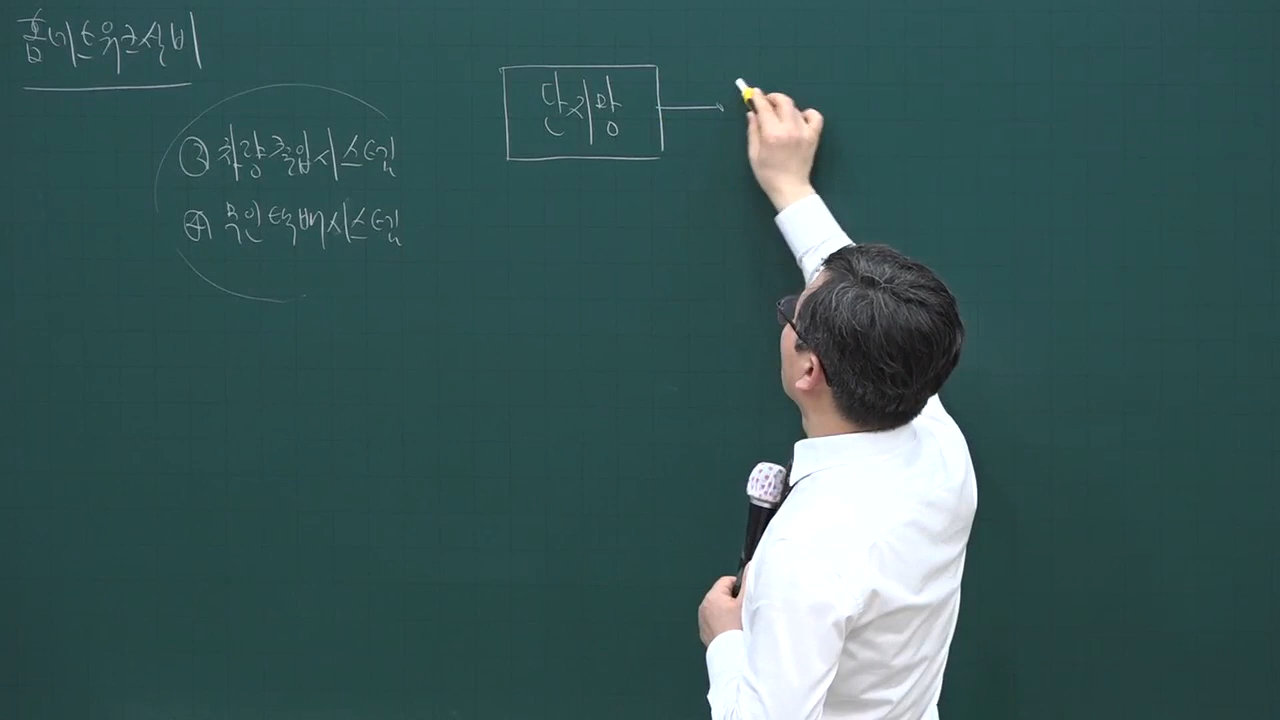 홈네트워크설비
③ 차량출입시스템
④ 무인택배시스템
단지망